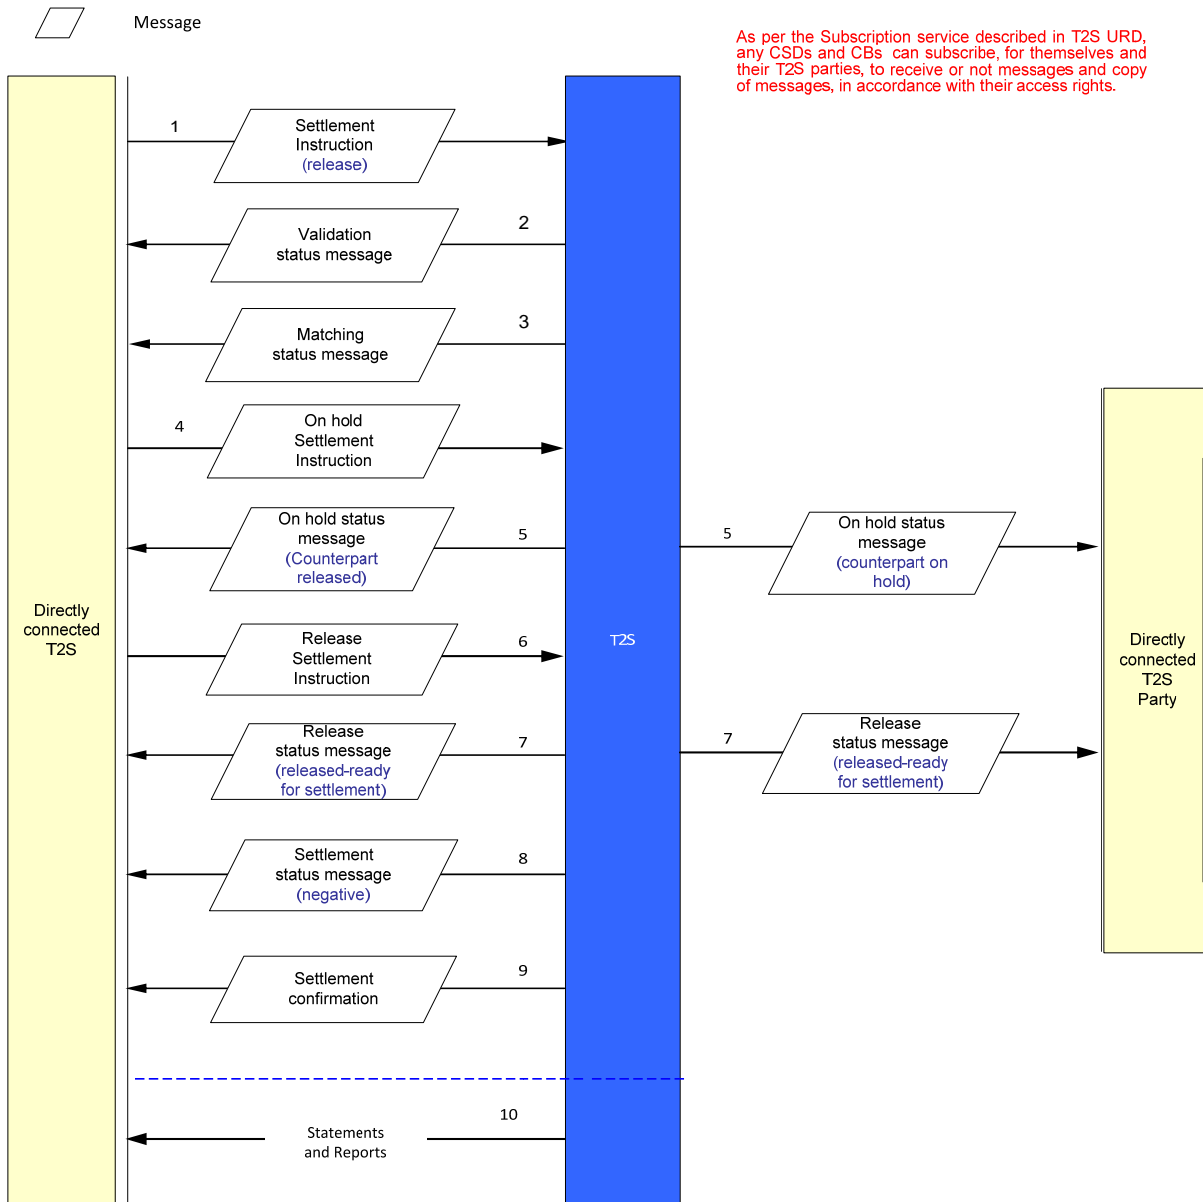 Message
As per the Subscription service described in T2S URD,
any CSDs and CBs can subscribe, for themselves and
their T2S parties, to receive or not messages and copy
of messages, in accordance with their access rights.
1
Settlement
Instruction
(release)
2
Validation
status message
3
Matching
status message
4
On hold
Settlement
Instruction
5
On hold status
message
(Counterpart
released)
5
On hold status
message
(counterpart on
hold)
Directly
connected
T2S
T2S
Directly
connected
T2S
Party
6
Release
Settlement
Instruction
7
Release
status message
(released-ready
for settlement)
7
Release
status message
(released-ready
for settlement)
8
Settlement
status message
(negative)
9
Settlement
confirmation
10
Statements
and Reports